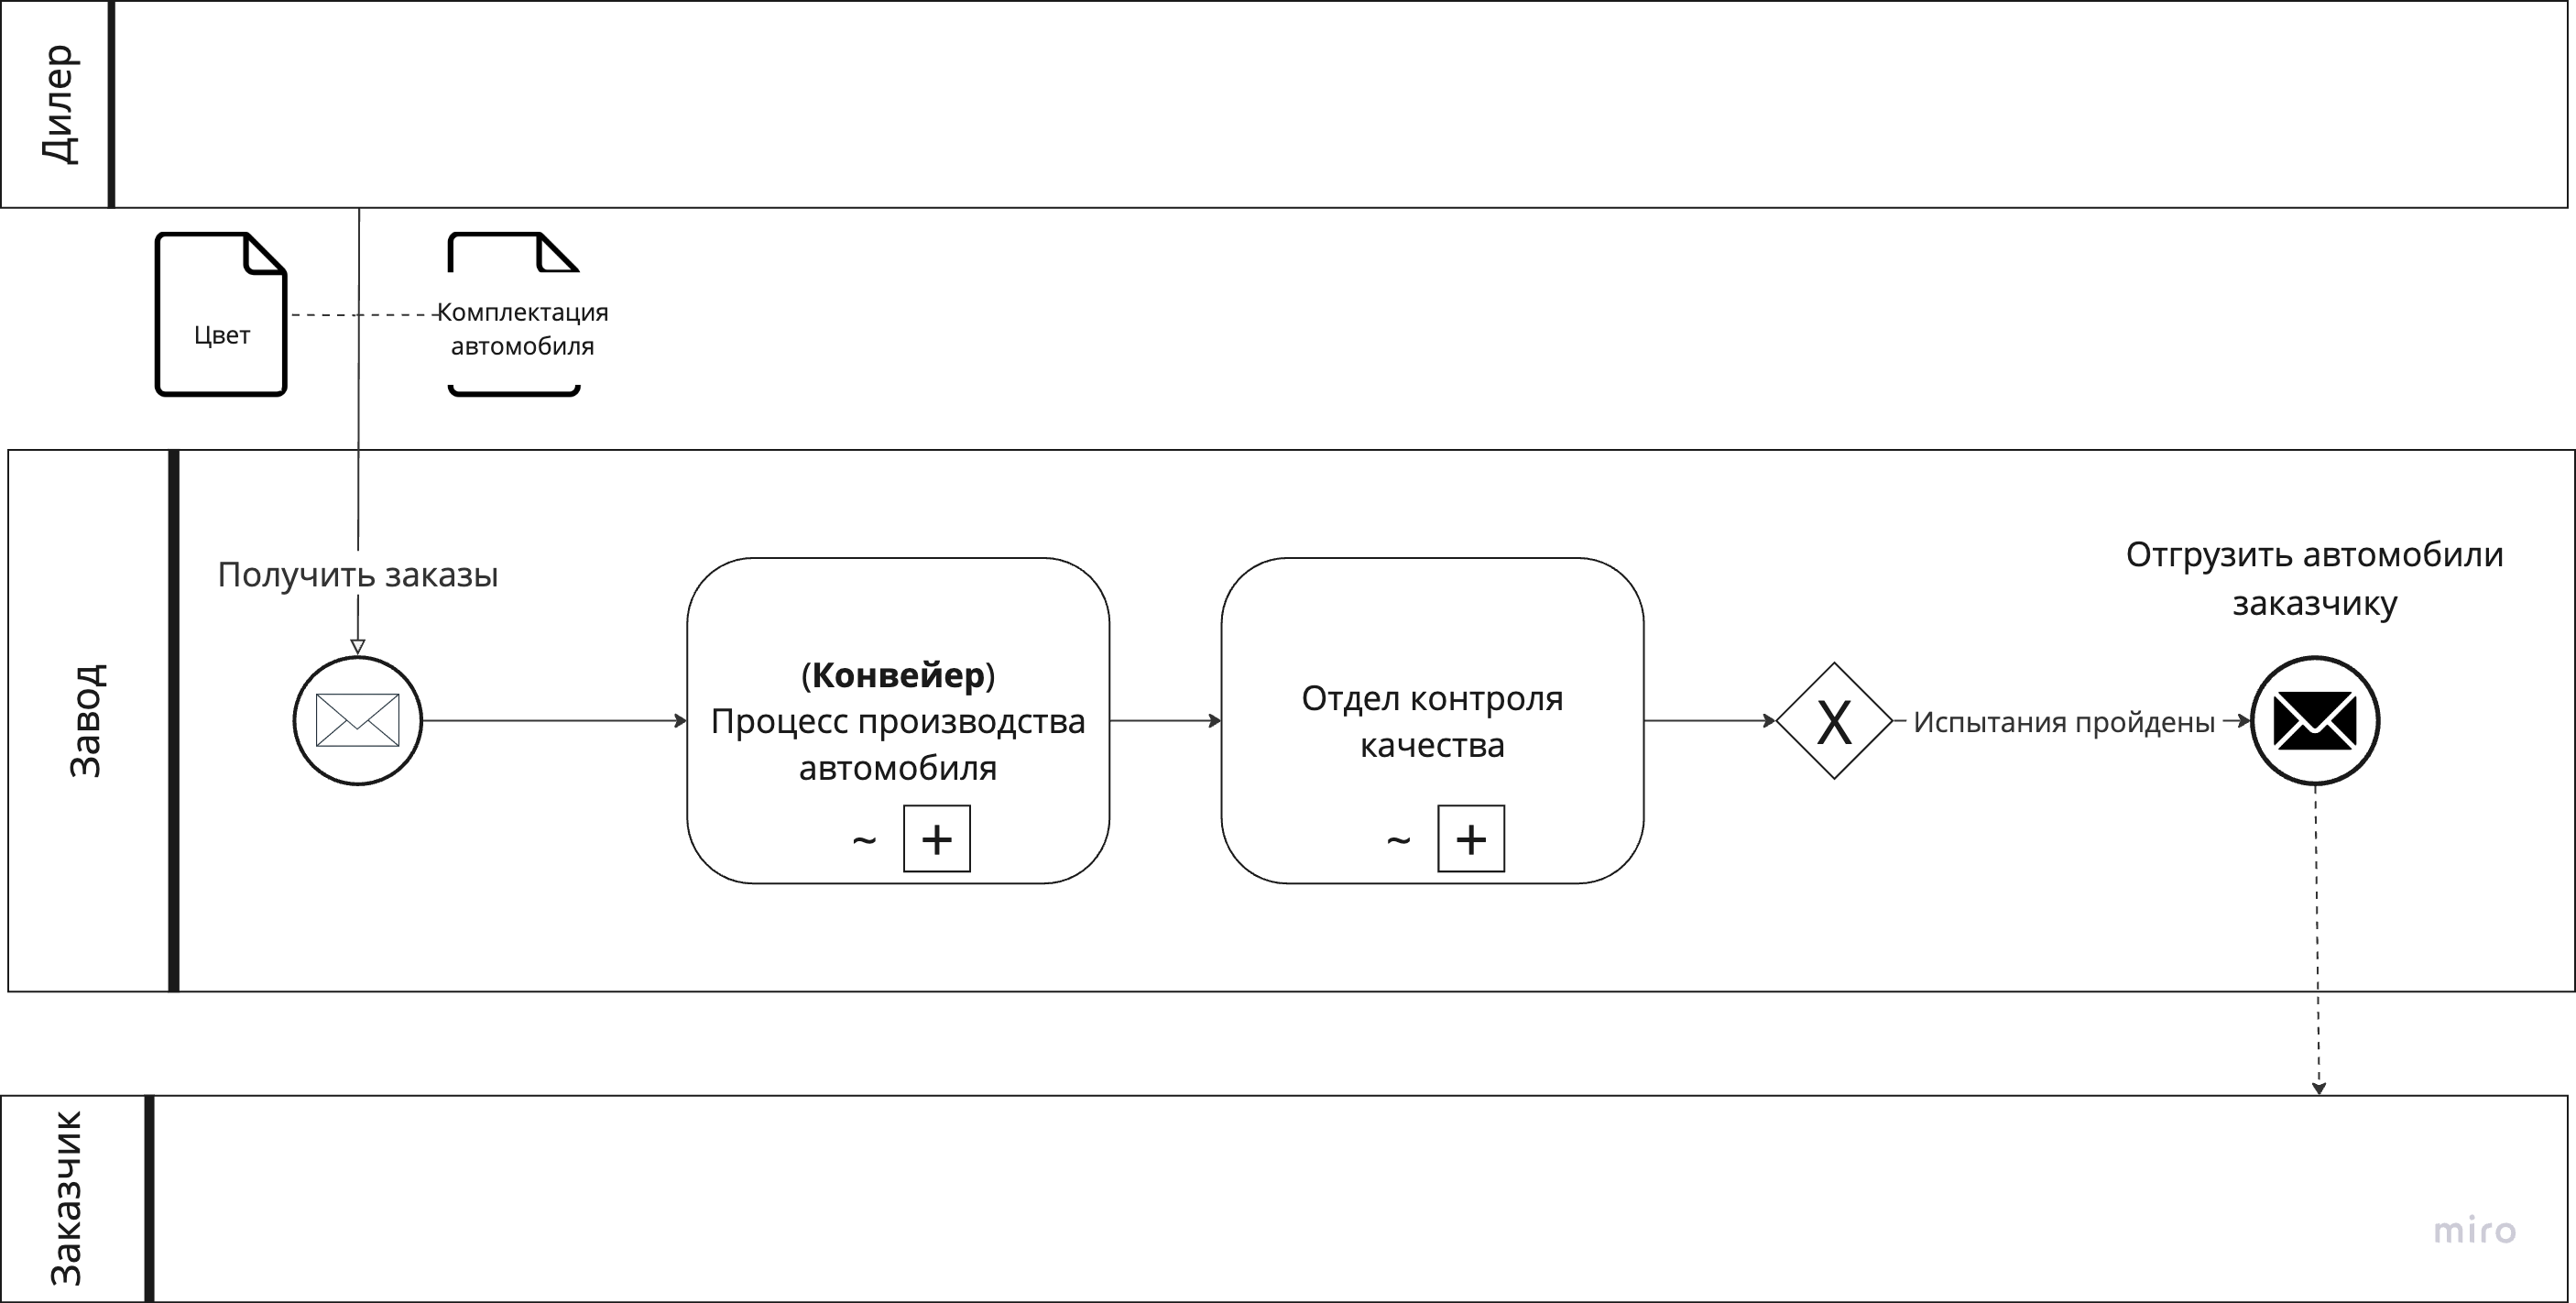 Дилер
Цвет
Комплектация
автомобиля
Завод
Получить заказы
(Конвейер)
Процесс производства
автомобиля
~ +
Отдел контроля
качества
~ +
X
Испытания пройдены
Отгрузить автомобили
заказчику
Заказчик
miro